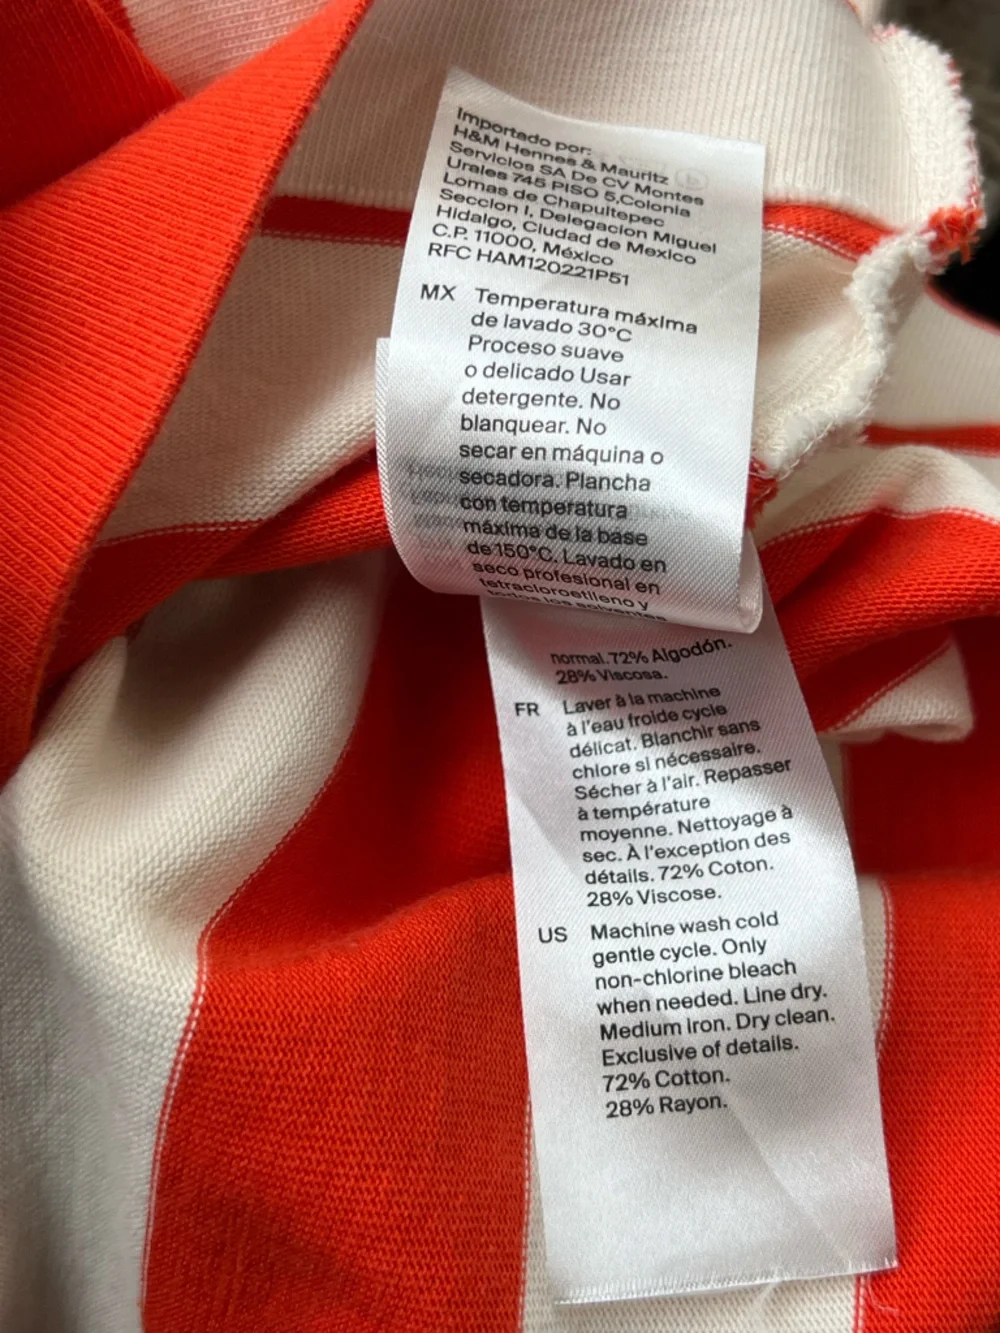 Importado por:
H&M Hennes & Mauritz
Servicios SA De CV Montes
Urales 745 PISO 5,Colonia
Lomas de Chapultepec
Seccion I, Delegacion Miguel
Hidalgo, Ciudad de Mexico
C.P. 11000, México
RFC HAM120221P51
MX Temperatura máxima
de lavado 30°C
Proceso suave
o delicado Usar
detergente. No
blanquear. No
secar en máquina o
secadora. Plancha
con temperatura
máxima de la base
de 150°C. Lavado en
seco profesional en
tetracloroetileno y
todos los solventes
normal. 72% Algodón.
28% Viscosa.
FR Laver à la machine
à l'eau froide cycle
délicat. Blanchir sans
chlore si nécessaire.
Sécher à l'air. Repasser
à température
moyenne. Nettoyage à
sec. À l'exception des
détails. 72% Coton.
28% Viscose.
US Machine wash cold
gentle cycle. Only
non-chlorine bleach
when needed. Line dry.
Medium iron. Dry clean.
Exclusive of details.
72% Cotton.
28% Rayon.